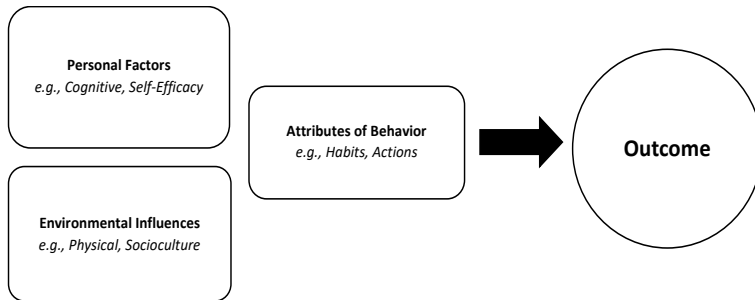 Personal Factors
e.g., Cognitive, Self-Efficacy
Environmental Influences
e.g., Physical, Socioculture
Attributes of Behavior
e.g., Habits, Actions
Outcome